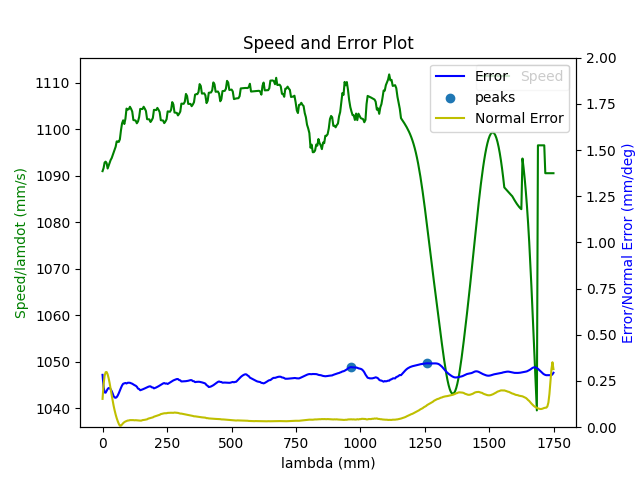 Speed and Error Plot
Speed
Error
peaks
Normal Error
1110
1100
1090
1080
1070
1060
1050
1040
Speed/lamdot (mm/s)
2.00
1.75
1.50
1.25
1.00
0.75
0.50
0.25
0.00
Error/Normal Error (mm/deg)
0 250 500 750 1000 1250 1500 1750
lambda (mm)